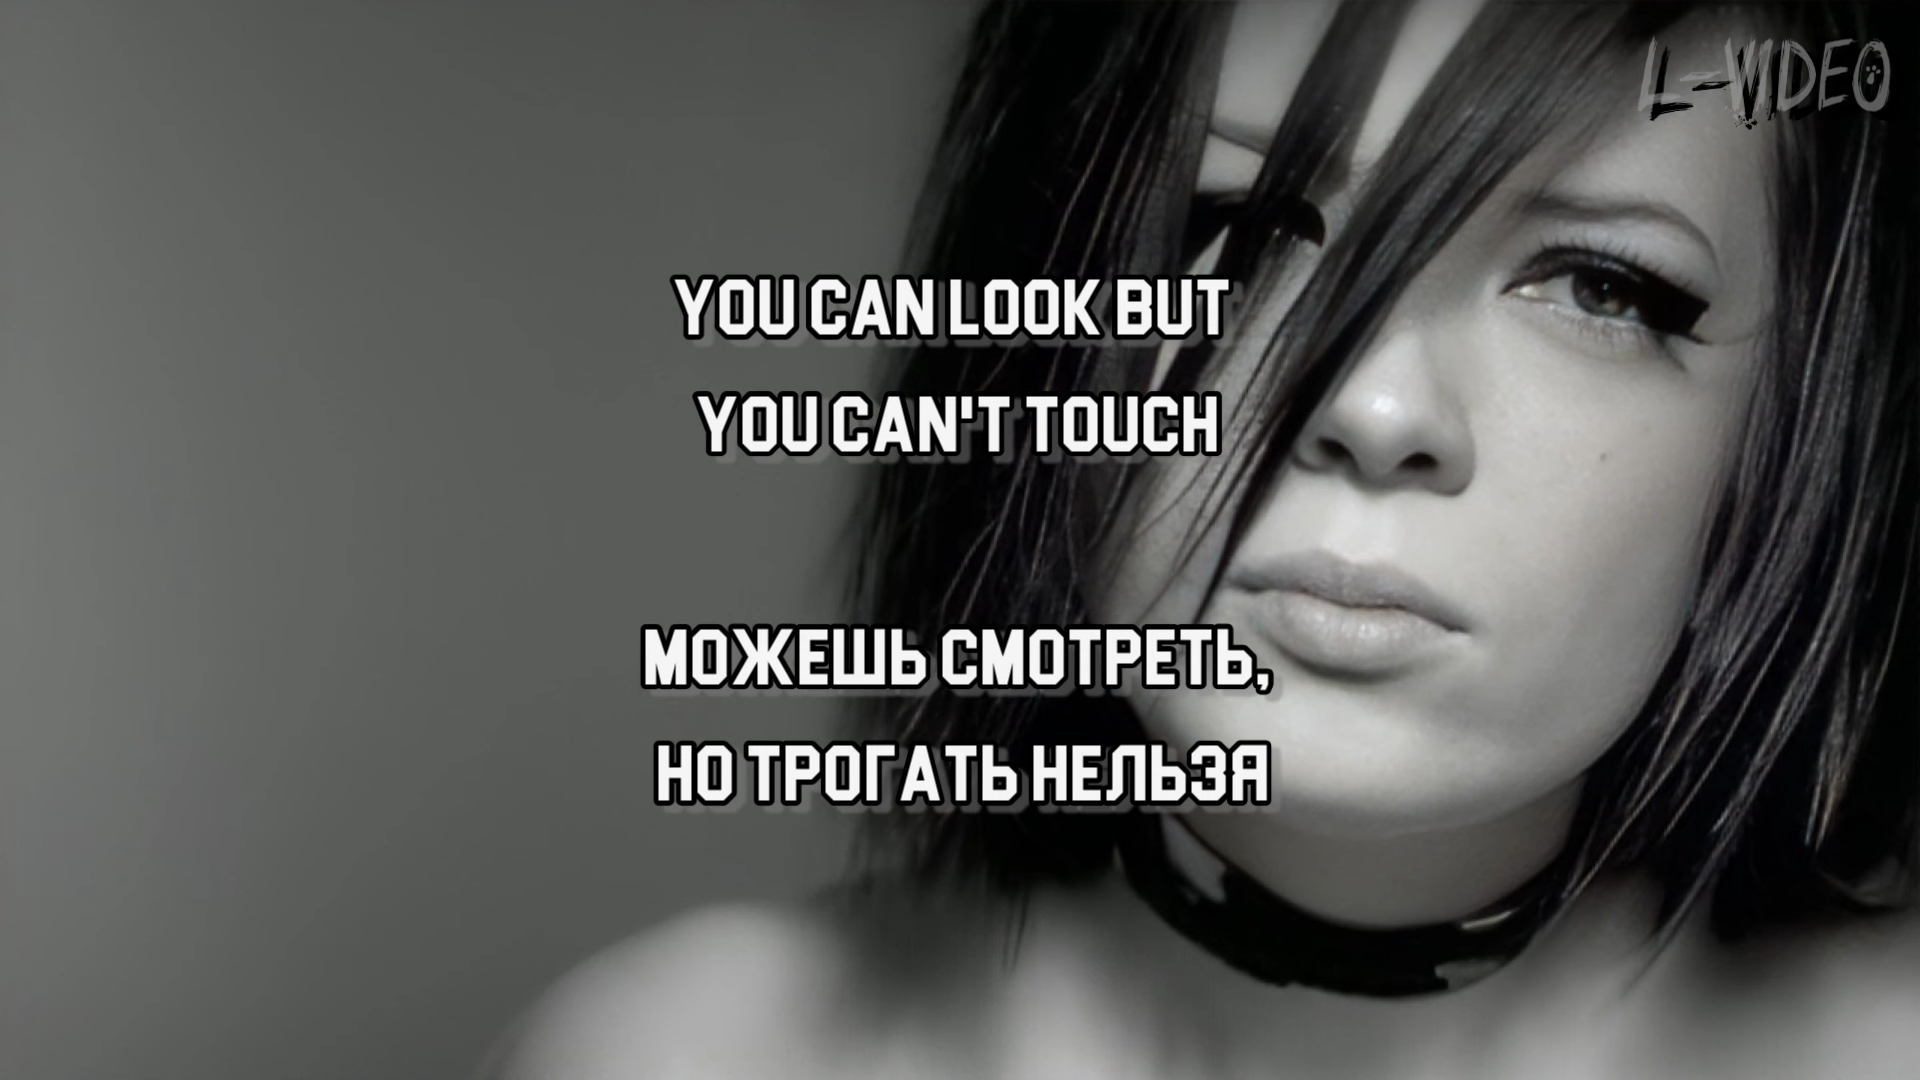 L-VIDEO
YOU CAN LOOK BUT
YOU CAN'T TOUCH
МОЖЕШЬ СМОТРЕТЬ,
НО ТРОГАТЬ НЕЛЬЗЯ